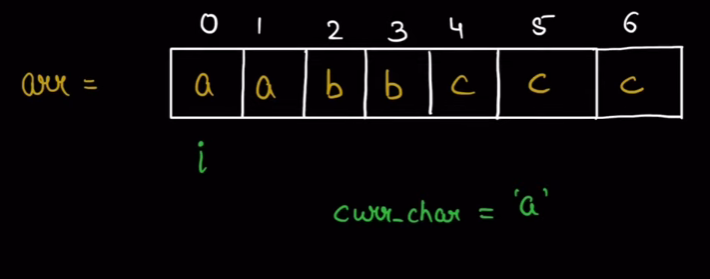 0 1 2 3 4 5 6
arr = a a b b c c c
i
curr_char = 'a'